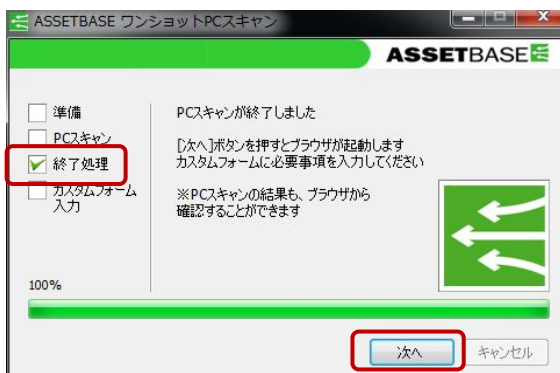 ASSETBASE ワンショットPCスキャン
ASSETBASE
準備
PCスキャン
終了処理
カスタムフォーム
入力
PCスキャンが終了しました
[次へ]ボタンを押すとブラウザが起動します
カスタムフォームに必要事項を入力してください
※PCスキャンの結果も、ブラウザから
確認することができます
100%
次へ
キャンセル